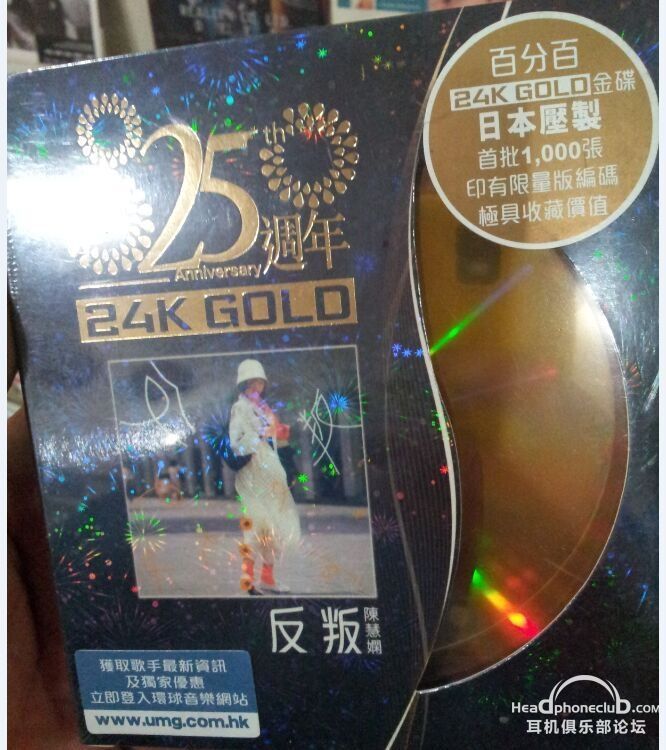 百分百
24K GOLD金碟
日本壓製
首批1,000張
印有限量版編碼
極具收藏價值
25th
Anniversary 週年
24K GOLD
反叛
陳慧嫻
獲取歌手最新資訊
及獨家優惠
立即登入環球音樂網站
www.umg.com.hk
Headphoneclub.COM
耳机俱乐部论坛